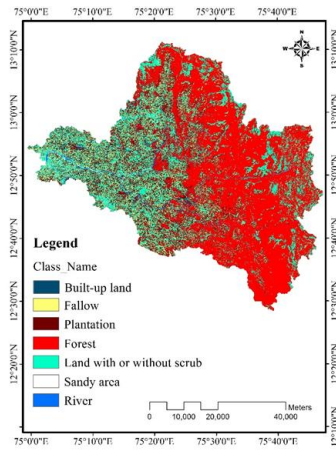 75°0'0"E 75°10'0"E 75°20'0"E 75°30'0"E 75°40'0"E
13°10'0"N
13°0'0"N
12°50'0"N
12°40'0"N
12°30'0"N
12°20'0"N
N
W E
S
Legend
Class_Name
Built-up land
Fallow
Plantation
Forest
Land with or without scrub
Sandy area
River
Meters
0 10,000 20,000 40,000
75°0'0"E 75°10'0"E 75°20'0"E 75°30'0"E 75°40'0"E